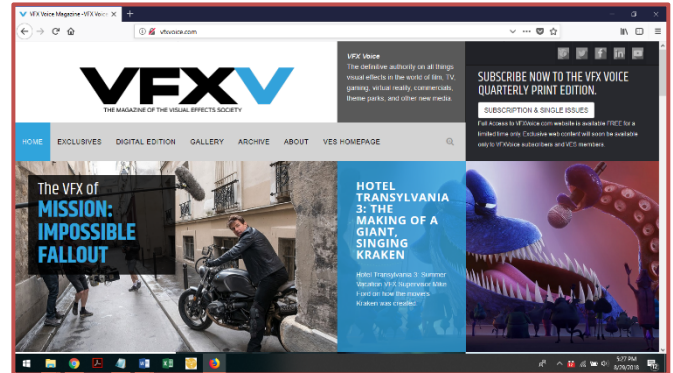 VFX Voice Magazine - VFX Voice
vfxvoice.com
VFXV
THE MAGAZINE OF THE VISUAL EFFECTS SOCIETY
VFX Voice
The definitive authority on all things
visual effects in the world of film, TV,
gaming, virtual reality, commercials,
theme parks, and other new media.
SUBSCRIBE NOW TO THE VFX VOICE
QUARTERLY PRINT EDITION.
SUBSCRIPTION & SINGLE ISSUES
Full Access to VFXVoice.com website is available FREE for a
limited time only. Exclusive web content will soon be available
only to VFXVoice subscribers and VES members.
HOME EXCLUSIVES DIGITAL EDITION GALLERY ARCHIVE ABOUT VES HOMEPAGE
The VFX of
MISSION:
IMPOSSIBLE
FALLOUT
HOTEL
TRANSYLVANIA
3: THE
MAKING OF A
GIANT,
SINGING
KRAKEN
Hotel Transylvania 3: Summer
Vacation VFX Supervisor Mike
Ford on how the movie's
Kraken was created.
5:27 PM
8/29/2018